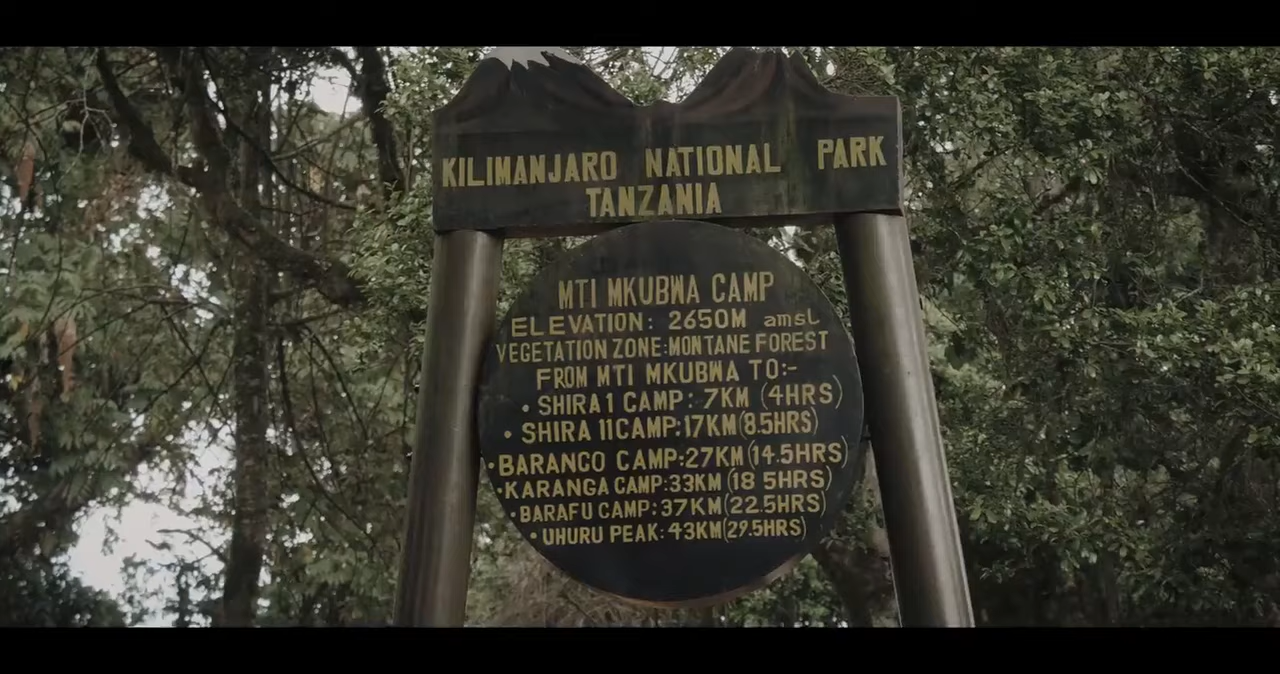 KILIMANJARO NATIONAL PARK
TANZANIA
MTI MKUBWA CAMP
ELEVATION: 2650M amsl
VEGETATION ZONE:MONTANE FOREST
FROM MTI MKUBWA TO:-
• SHIRA 1 CAMP: 7KM (4HRS)
• SHIRA 11 CAMP:17KM(8.5HRS)
•BARANCO CAMP:27KM(14.5HRS)
•KARANGA CAMP:33KM(18 5HRS)
•BARAFU CAMP:37KM(22.5HRS)
•UHURU PEAK:43KM(29.5HRS)